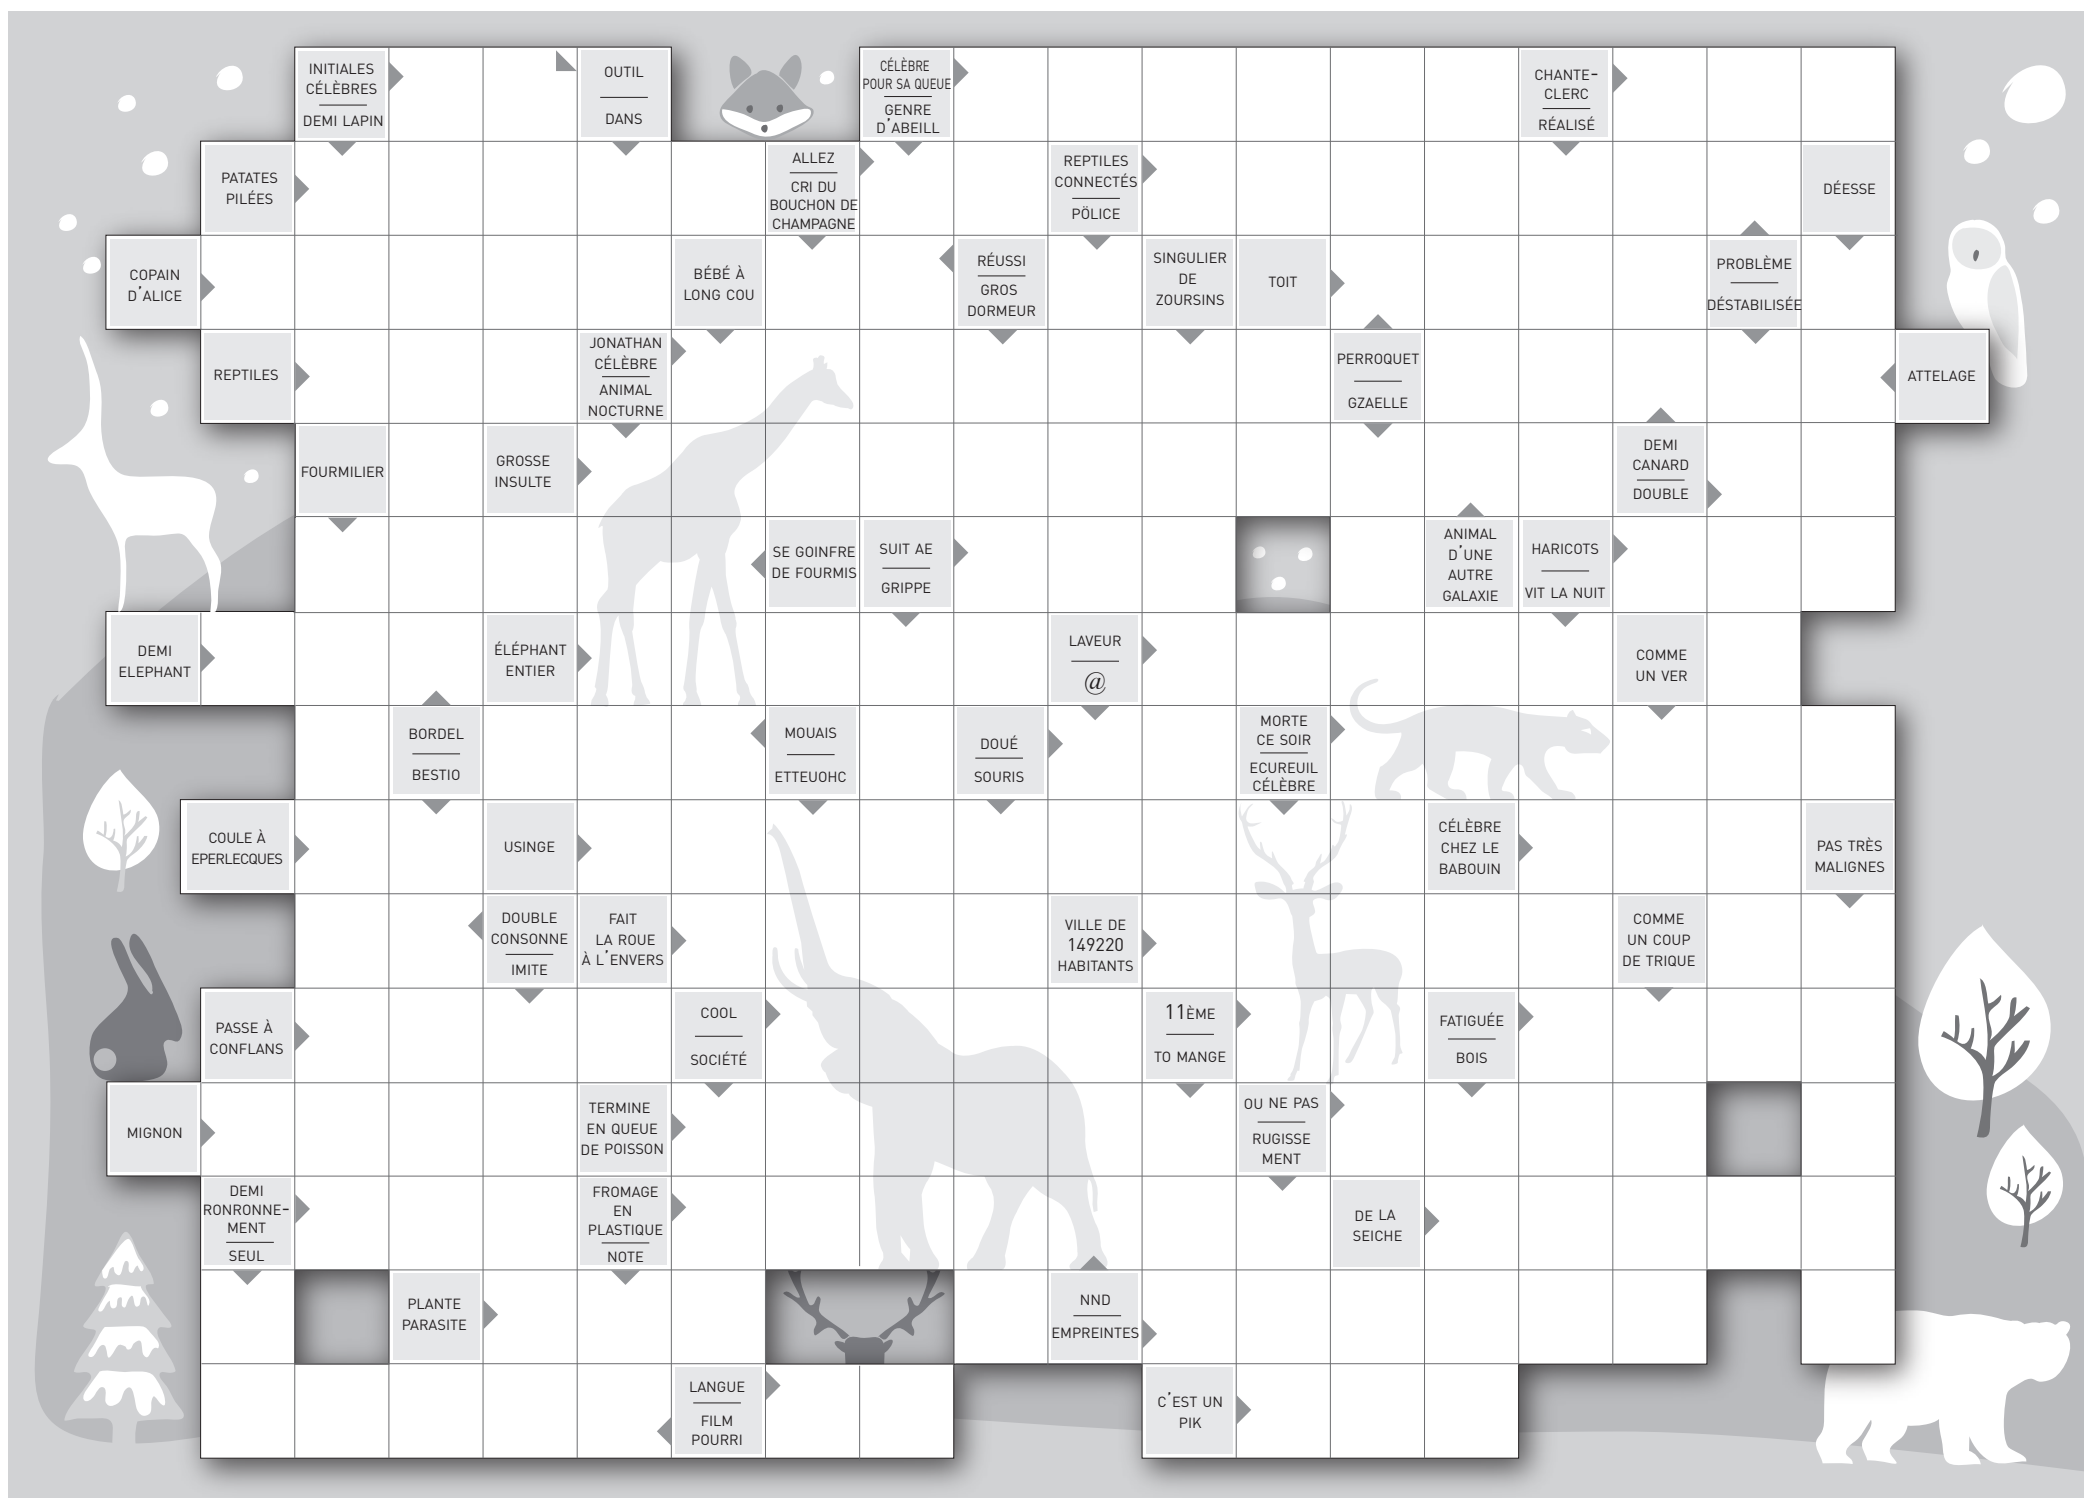 INITIALES
CÉLÈBRES
DEMI LAPIN
OUTIL
DANS
CÉLÈBRE
POUR SA QUEUE
GENRE
D'ABEILL
CHANTE-
CLERC
RÉALISÉ
PATATES
PILÉES
ALLEZ
CRI DU
BOUCHON DE
CHAMPAGNE
REPTILES
CONNECTÉS
PÖLICE
DÉESSE
COPAIN
D'ALICE
BÉBÉ À
LONG COU
RÉUSSI
GROS
DORMEUR
SINGULIER
DE
ZOURSINS
TOIT
PROBLÈME
DÉSTABILISÉE
REPTILES
JONATHAN
CÉLÈBRE
ANIMAL
NOCTURNE
PERROQUET
GZAELLE
ATTELAGE
FOURMILIER
GROSSE
INSULTE
DEMI
CANARD
DOUBLE
SE GOINFRE
DE FOURMIS
SUIT AE
GRIPPE
ANIMAL
D'UNE
AUTRE
GALAXIE
HARICOTS
VIT LA NUIT
DEMI
ELEPHANT
ÉLÉPHANT
ENTIER
LAVEUR
@
COMME
UN VER
BORDEL
BESTIO
MOUAIS
ETTEUOHC
DOUÉ
SOURIS
MORTE
CE SOIR
ECUREUIL
CÉLÈBRE
COULE À
EPERLECQUES
USINGE
CÉLÈBRE
CHEZ LE
BABOUIN
PAS TRÈS
MALIGNES
DOUBLE
CONSONNE
IMITE
FAIT
LA ROUE
À L'ENVERS
VILLE DE
149220
HABITANTS
COMME
UN COUP
DE TRIQUE
PASSE À
CONFLANS
COOL
SOCIÉTÉ
11ÈME
TO MANGE
FATIGUÉE
BOIS
MIGNON
TERMINE
EN QUEUE
DE POISSON
OU NE PAS
RUGISSE
MENT
DEMI
RONRONNE-
MENT
SEUL
FROMAGE
EN
PLASTIQUE
NOTE
DE LA
SEICHE
PLANTE
PARASITE
NND
EMPREINTES
LANGUE
FILM
POURRI
C'EST UN
PIK